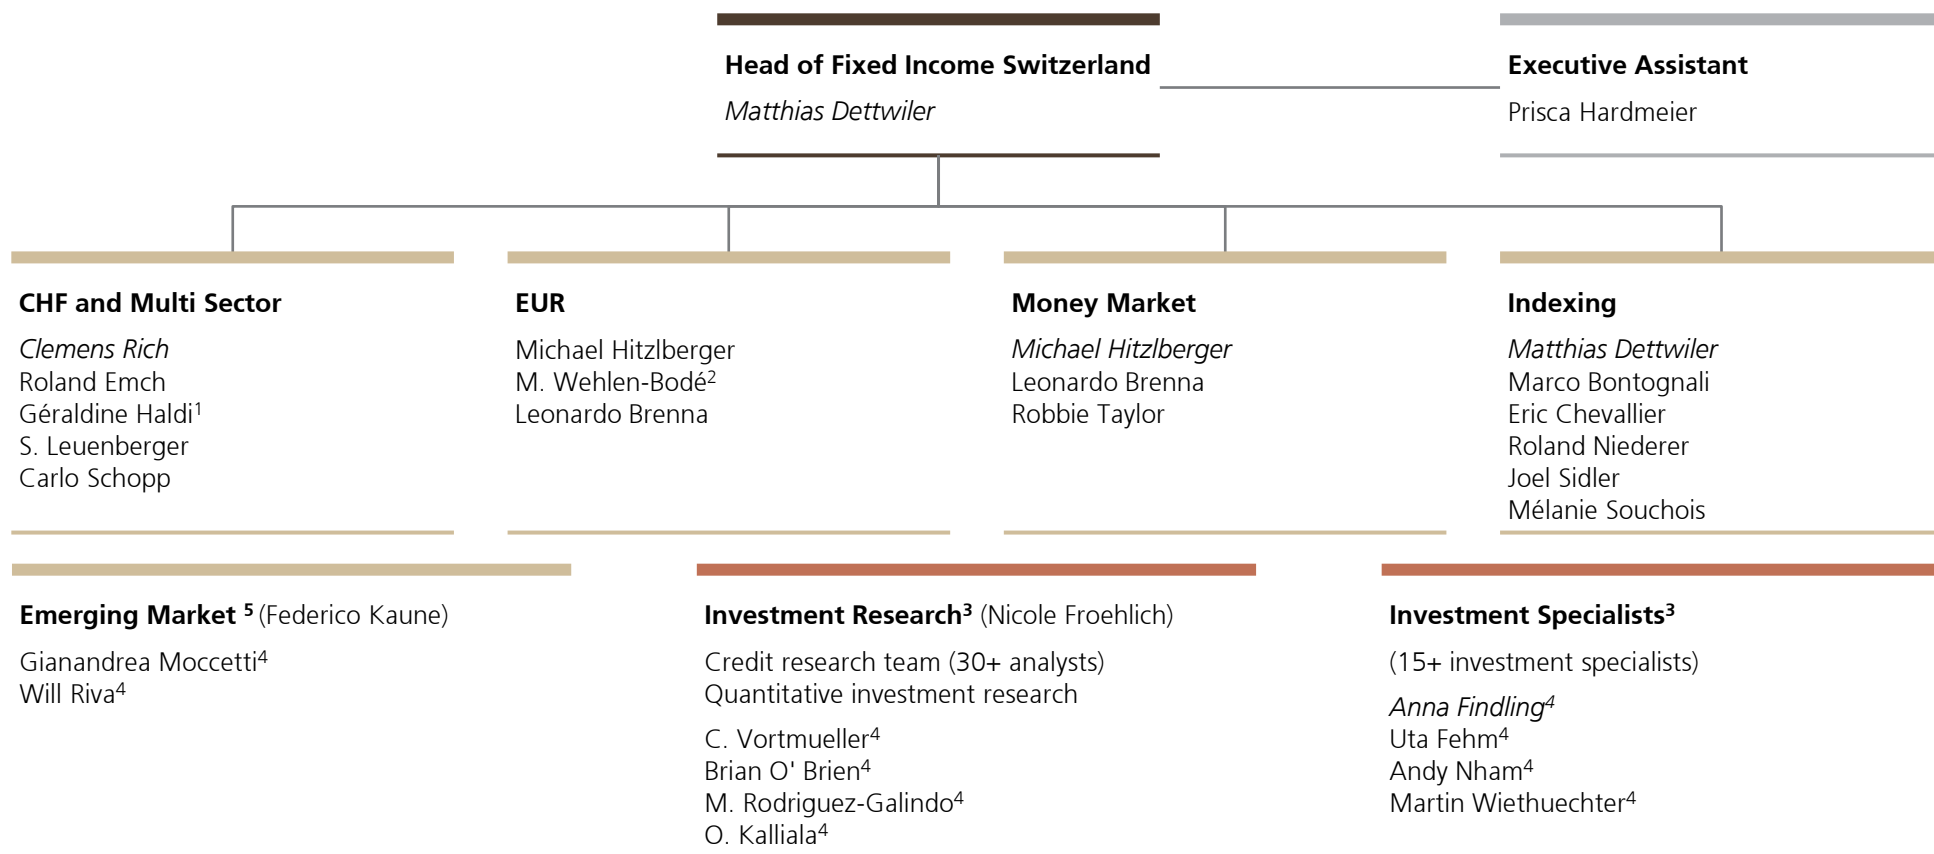 Head of Fixed Income Switzerland
Matthias Dettwiler
Executive Assistant
Prisca Hardmeier
CHF and Multi Sector
Clemens Rich
Roland Emch
Géraldine Haldi¹
S. Leuenberger
Carlo Schopp
EUR
Michael Hitzlberger
M. Wehlen-Bodé²
Leonardo Brenna
Money Market
Michael Hitzlberger
Leonardo Brenna
Robbie Taylor
Indexing
Matthias Dettwiler
Marco Bontognali
Eric Chevallier
Roland Niederer
Joel Sidler
Mélanie Souchois
Emerging Market ⁵ (Federico Kaune)
Gianandrea Moccetti⁴
Will Riva⁴
Investment Research³ (Nicole Froehlich)
Credit research team (30+ analysts)
Quantitative investment research
C. Vortmueller⁴
Brian O' Brien⁴
M. Rodriguez-Galindo⁴
O. Kalliala⁴
Investment Specialists³
(15+ investment specialists)
Anna Findling⁴
Uta Fehm⁴
Andy Nham⁴
Martin Wiethuechter⁴